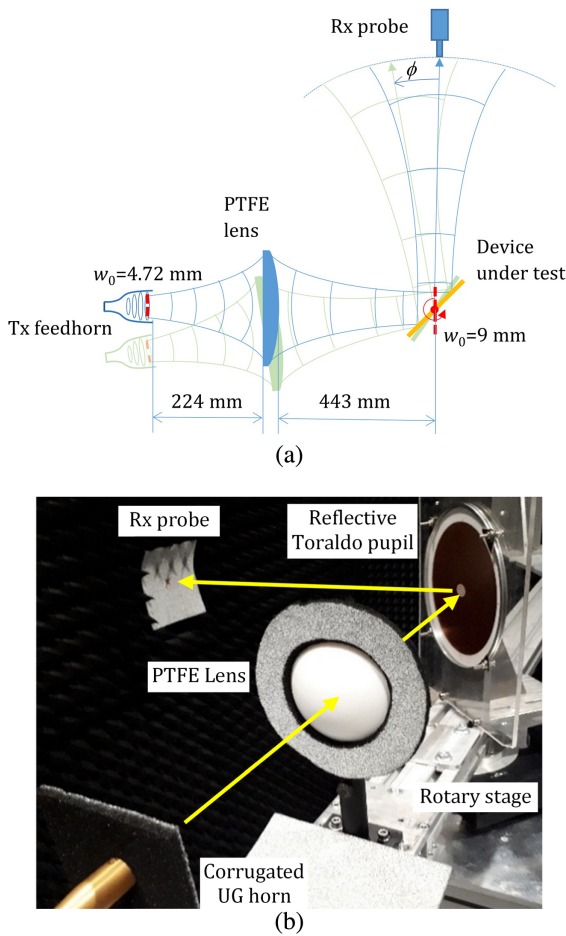 Rx probe
ϕ
PTFE
lens
w₀=4.72 mm
Device
under test
Tx feedhorn
w₀=9 mm
224 mm
443 mm
(a)
Rx probe
Reflective
Toraldo pupil
PTFE Lens
Rotary stage
Corrugated
UG horn
(b)